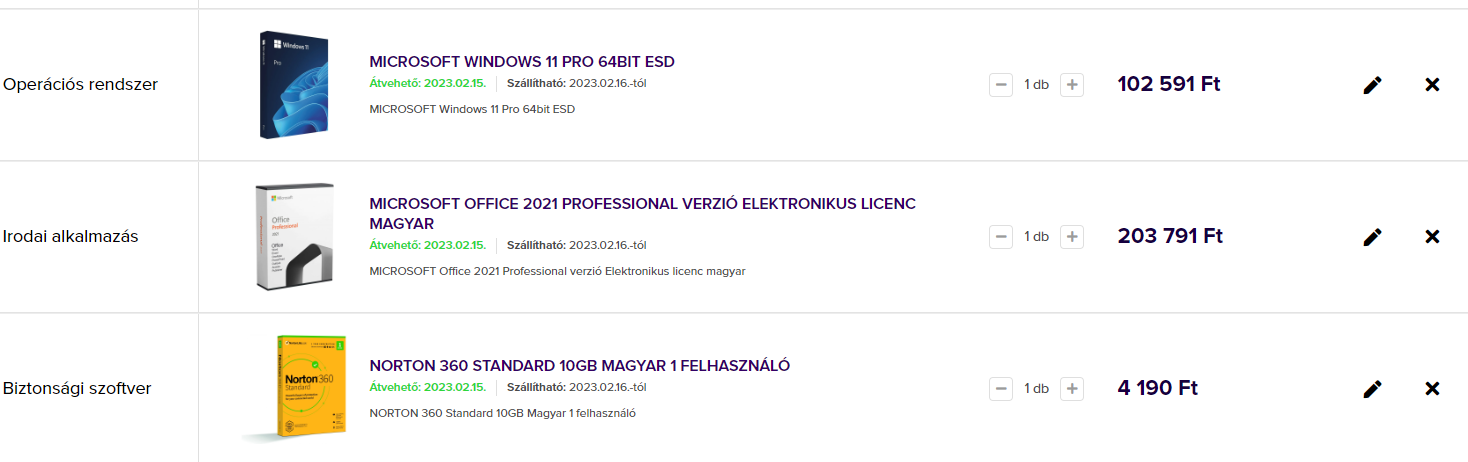 Operációs rendszer
Windows 11
Pro
MICROSOFT WINDOWS 11 PRO 64BIT ESD
Átvehető: 2023.02.15. Szállítható: 2023.02.16.-tól
MICROSOFT Windows 11 Pro 64bit ESD
1 db
102 591 Ft
Irodai alkalmazás
Microsoft
Office
Professional
2021
Office
MICROSOFT OFFICE 2021 PROFESSIONAL VERZIÓ ELEKTRONIKUS LICENC
MAGYAR
Átvehető: 2023.02.15. Szállítható: 2023.02.16.-tól
MICROSOFT Office 2021 Professional verzió Elektronikus licenc magyar
1 db
203 791 Ft
Biztonsági szoftver
Norton 360
Standard
NORTON 360 STANDARD 10GB MAGYAR 1 FELHASZNÁLÓ
Átvehető: 2023.02.15. Szállítható: 2023.02.16.-tól
NORTON 360 Standard 10GB Magyar 1 felhasználó
1 db
4 190 Ft